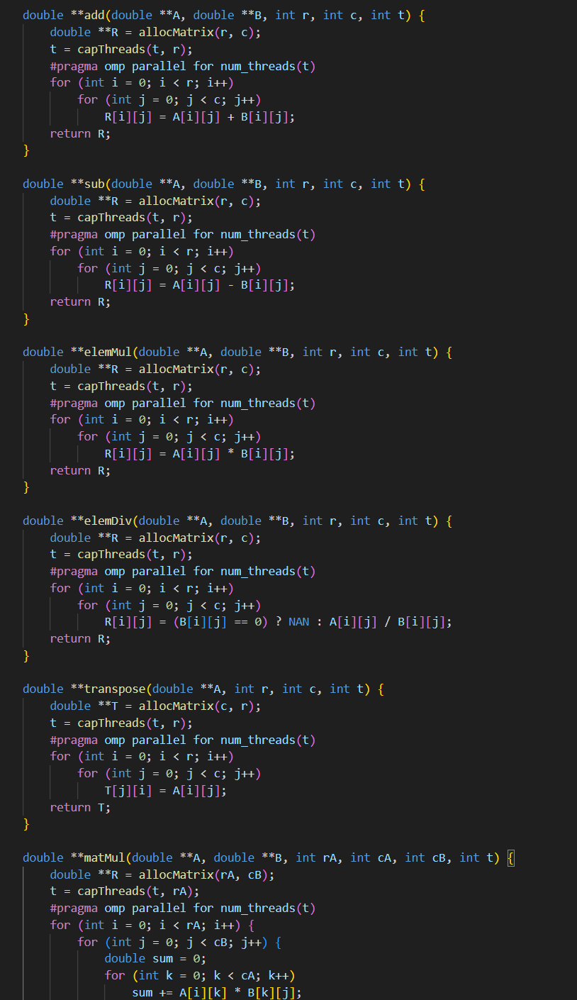 double **add(double **A, double **B, int r, int c, int t) {
    double **R = allocMatrix(r, c);
    t = capThreads(t, r);
    #pragma omp parallel for num_threads(t)
    for (int i = 0; i < r; i++)
        for (int j = 0; j < c; j++)
            R[i][j] = A[i][j] + B[i][j];
    return R;
}

double **sub(double **A, double **B, int r, int c, int t) {
    double **R = allocMatrix(r, c);
    t = capThreads(t, r);
    #pragma omp parallel for num_threads(t)
    for (int i = 0; i < r; i++)
        for (int j = 0; j < c; j++)
            R[i][j] = A[i][j] - B[i][j];
    return R;
}

double **elemMul(double **A, double **B, int r, int c, int t) {
    double **R = allocMatrix(r, c);
    t = capThreads(t, r);
    #pragma omp parallel for num_threads(t)
    for (int i = 0; i < r; i++)
        for (int j = 0; j < c; j++)
            R[i][j] = A[i][j] * B[i][j];
    return R;
}

double **elemDiv(double **A, double **B, int r, int c, int t) {
    double **R = allocMatrix(r, c);
    t = capThreads(t, r);
    #pragma omp parallel for num_threads(t)
    for (int i = 0; i < r; i++)
        for (int j = 0; j < c; j++)
            R[i][j] = (B[i][j] == 0) ? NAN : A[i][j] / B[i][j];
    return R;
}

double **transpose(double **A, int r, int c, int t) {
    double **T = allocMatrix(c, r);
    t = capThreads(t, r);
    #pragma omp parallel for num_threads(t)
    for (int i = 0; i < r; i++)
        for (int j = 0; j < c; j++)
            T[j][i] = A[i][j];
    return T;
}

double **matMul(double **A, double **B, int rA, int cA, int cB, int t) {
    double **R = allocMatrix(rA, cB);
    t = capThreads(t, rA);
    #pragma omp parallel for num_threads(t)
    for (int i = 0; i < rA; i++) {
        for (int j = 0; j < cB; j++) {
            double sum = 0;
            for (int k = 0; k < cA; k++)
                sum += A[i][k] * B[k][j];